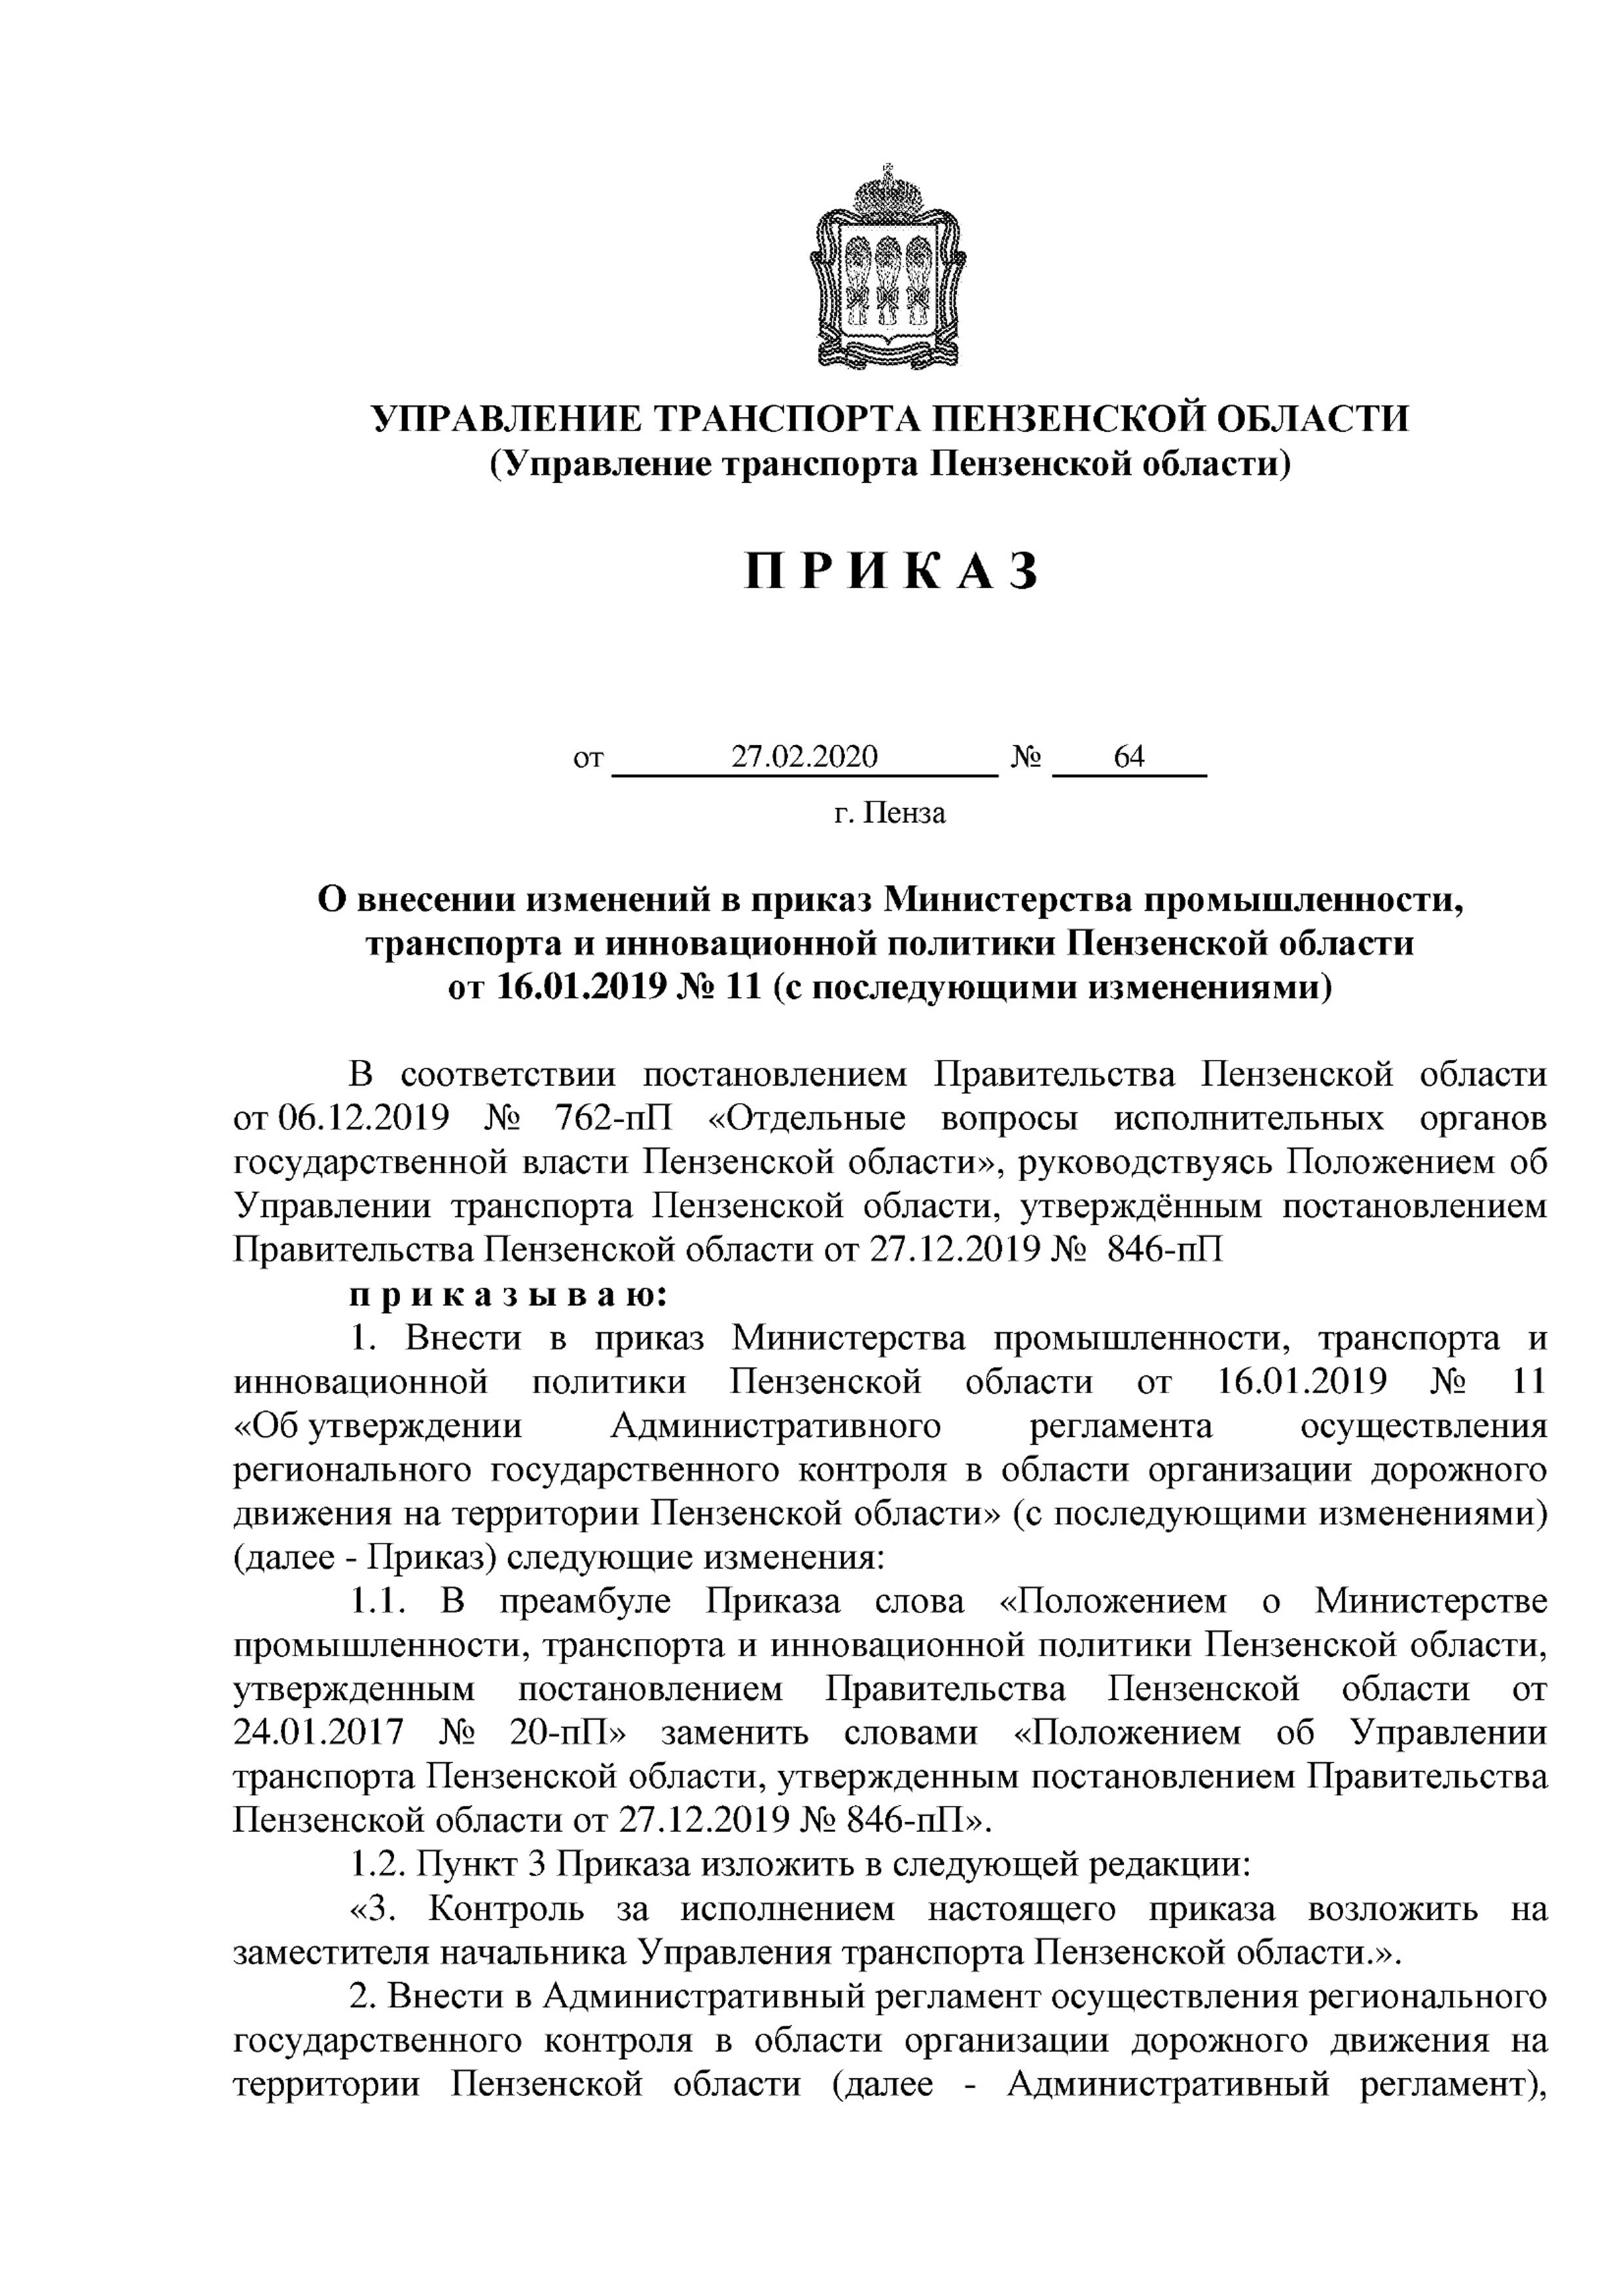 УПРАВЛЕНИЕ ТРАНСПОРТА ПЕНЗЕНСКОЙ ОБЛАСТИ
(Управление транспорта Пензенской области)
П Р И К А З
от 27.02.2020 № 64
г. Пенза
О внесении изменений в приказ Министерства промышленности,
транспорта и инновационной политики Пензенской области
от 16.01.2019 № 11 (с последующими изменениями)
В соответствии постановлением Правительства Пензенской области
от 06.12.2019 № 762-пП «Отдельные вопросы исполнительных органов
государственной власти Пензенской области», руководствуясь Положением об
Управлении транспорта Пензенской области, утверждённым постановлением
Правительства Пензенской области от 27.12.2019 № 846-пП
п р и к а з ы в а ю:
1. Внести в приказ Министерства промышленности, транспорта и
инновационной политики Пензенской области от 16.01.2019 № 11
«Об утверждении Административного регламента осуществления
регионального государственного контроля в области организации дорожного
движения на территории Пензенской области» (с последующими изменениями)
(далее - Приказ) следующие изменения:
1.1. В преамбуле Приказа слова «Положением о Министерстве
промышленности, транспорта и инновационной политики Пензенской области,
утвержденным постановлением Правительства Пензенской области от
24.01.2017 № 20-пП» заменить словами «Положением об Управлении
транспорта Пензенской области, утвержденным постановлением Правительства
Пензенской области от 27.12.2019 № 846-пП».
1.2. Пункт 3 Приказа изложить в следующей редакции:
«3. Контроль за исполнением настоящего приказа возложить на
заместителя начальника Управления транспорта Пензенской области.».
2. Внести в Административный регламент осуществления регионального
государственного контроля в области организации дорожного движения на
территории Пензенской области (далее - Административный регламент),